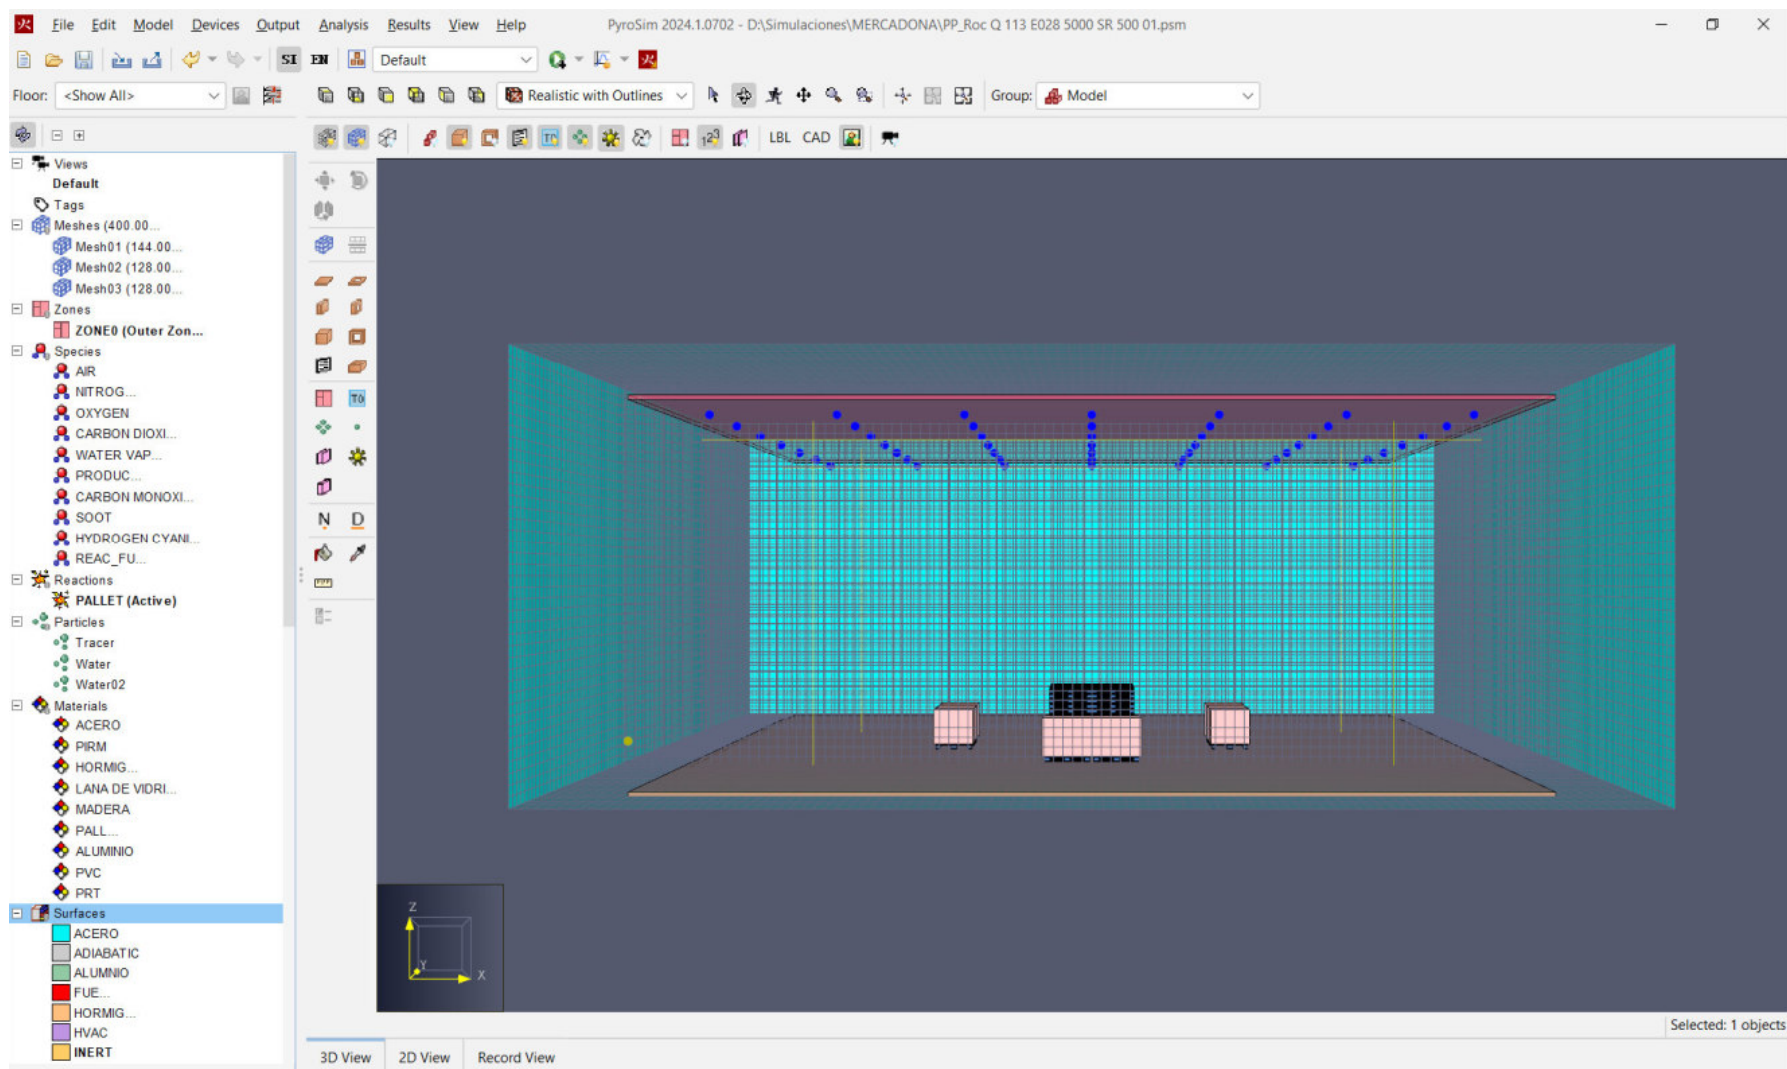 File Edit Model Devices Output Analysis Results View Help PyroSim 2024.1.0702 - D:\Simulaciones\MERCADONA\PP_Roc Q 113 E028 5000 SR 500 01.psm
SI EN Default
Floor: <Show All> Realistic with Outlines Group: Model
LBL CAD
Views
Default
Tags
Meshes (400.00...
Mesh01 (144.00...
Mesh02 (128.00...
Mesh03 (128.00...
Zones
ZONE0 (Outer Zon...
Species
AIR
NITROG...
OXYGEN
CARBON DIOXI...
WATER VAP...
PRODUC...
CARBON MONOXI...
SOOT
HYDROGEN CYANI...
REAC_FU...
Reactions
PALLET (Active)
Particles
Tracer
Water
Water02
Materials
ACERO
PIRM
HORMIG...
LANA DE VIDRI...
MADERA
PALL...
ALUMINIO
PVC
PRT
Surfaces
ACERO
ADIABATIC
ALUMNIO
FUE...
HORMIG...
HVAC
INERT
N D
Z
Y
X
Selected: 1 objects
3D View 2D View Record View